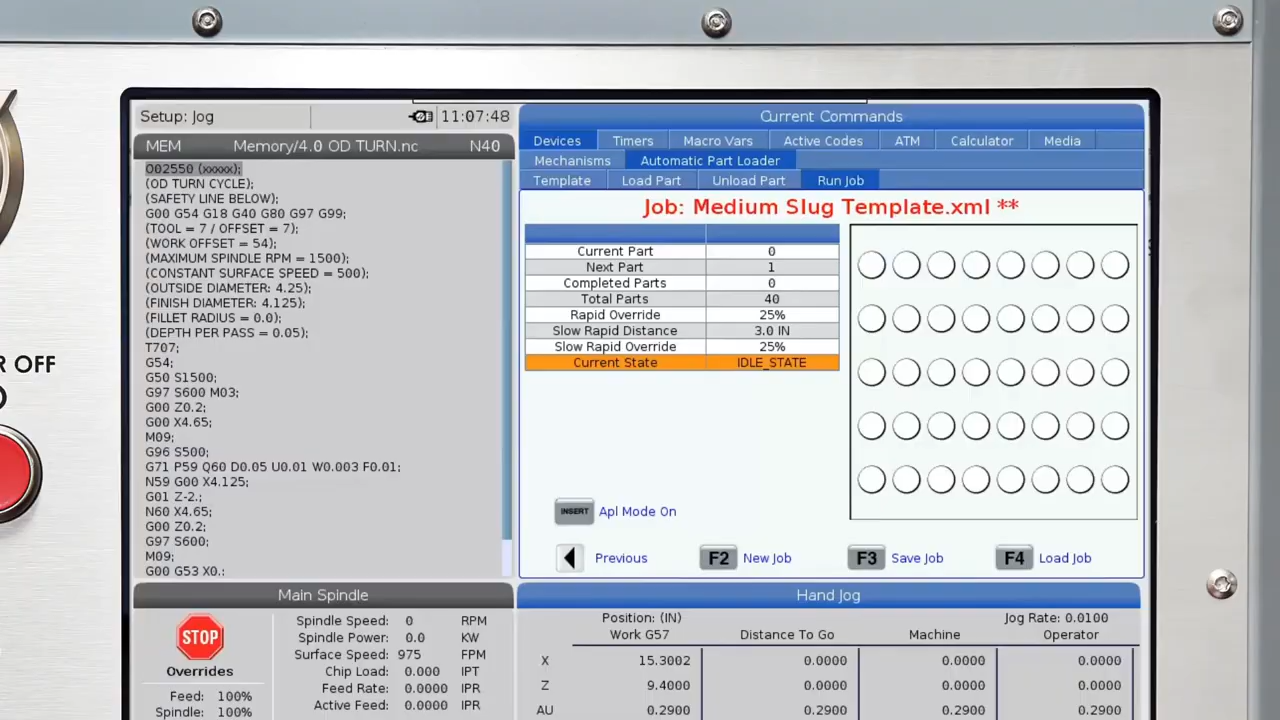 Setup: Jog
11:07:48
MEM Memory/4.0 OD TURN.nc N40
O02550 (xxxxx);
(OD TURN CYCLE);
(SAFETY LINE BELOW);
G00 G54 G18 G40 G80 G97 G99;
(TOOL = 7 / OFFSET = 7);
(WORK OFFSET = 54);
(MAXIMUM SPINDLE RPM = 1500);
(CONSTANT SURFACE SPEED = 500);
(OUTSIDE DIAMETER: 4.25);
(FINISH DIAMETER: 4.125);
(FILLET RADIUS = 0.0);
(DEPTH PER PASS = 0.05);
T707;
G54;
G50 S1500;
G97 S600 M03;
G00 Z0.2;
G00 X4.65;
M09;
G96 S500;
G71 P59 Q60 D0.05 U0.01 W0.003 F0.01;
N59 G00 X4.125;
G01 Z-2.;
N60 X4.65;
G00 Z0.2;
G97 S600;
M09;
G00 G53 X0.;
Current Commands
Devices Timers Macro Vars Active Codes ATM Calculator Media
Mechanisms Automatic Part Loader
Template Load Part Unload Part Run Job
Job: Medium Slug Template.xml **
Current Part 0
Next Part 1
Completed Parts 0
Total Parts 40
Rapid Override 25%
Slow Rapid Distance 3.0 IN
Slow Rapid Override 25%
Current State IDLE_STATE
INSERT Apl Mode On
Previous F2 New Job F3 Save Job F4 Load Job
R OFF
Main Spindle
STOP
Overrides
Feed: 100%
Spindle: 100%
Spindle Speed: 0 RPM
Spindle Power: 0.0 KW
Surface Speed: 975 FPM
Chip Load: 0.000 IPT
Feed Rate: 0.0000 IPR
Active Feed: 0.0000 IPR
Hand Jog
Position: (IN) Jog Rate: 0.0100
Work G57 Distance To Go Machine Operator
X 15.3002 0.0000 0.0000 0.0000
Z 9.4000 0.0000 0.0000 0.0000
AU 0.2900 0.0000 0.2900 0.2900